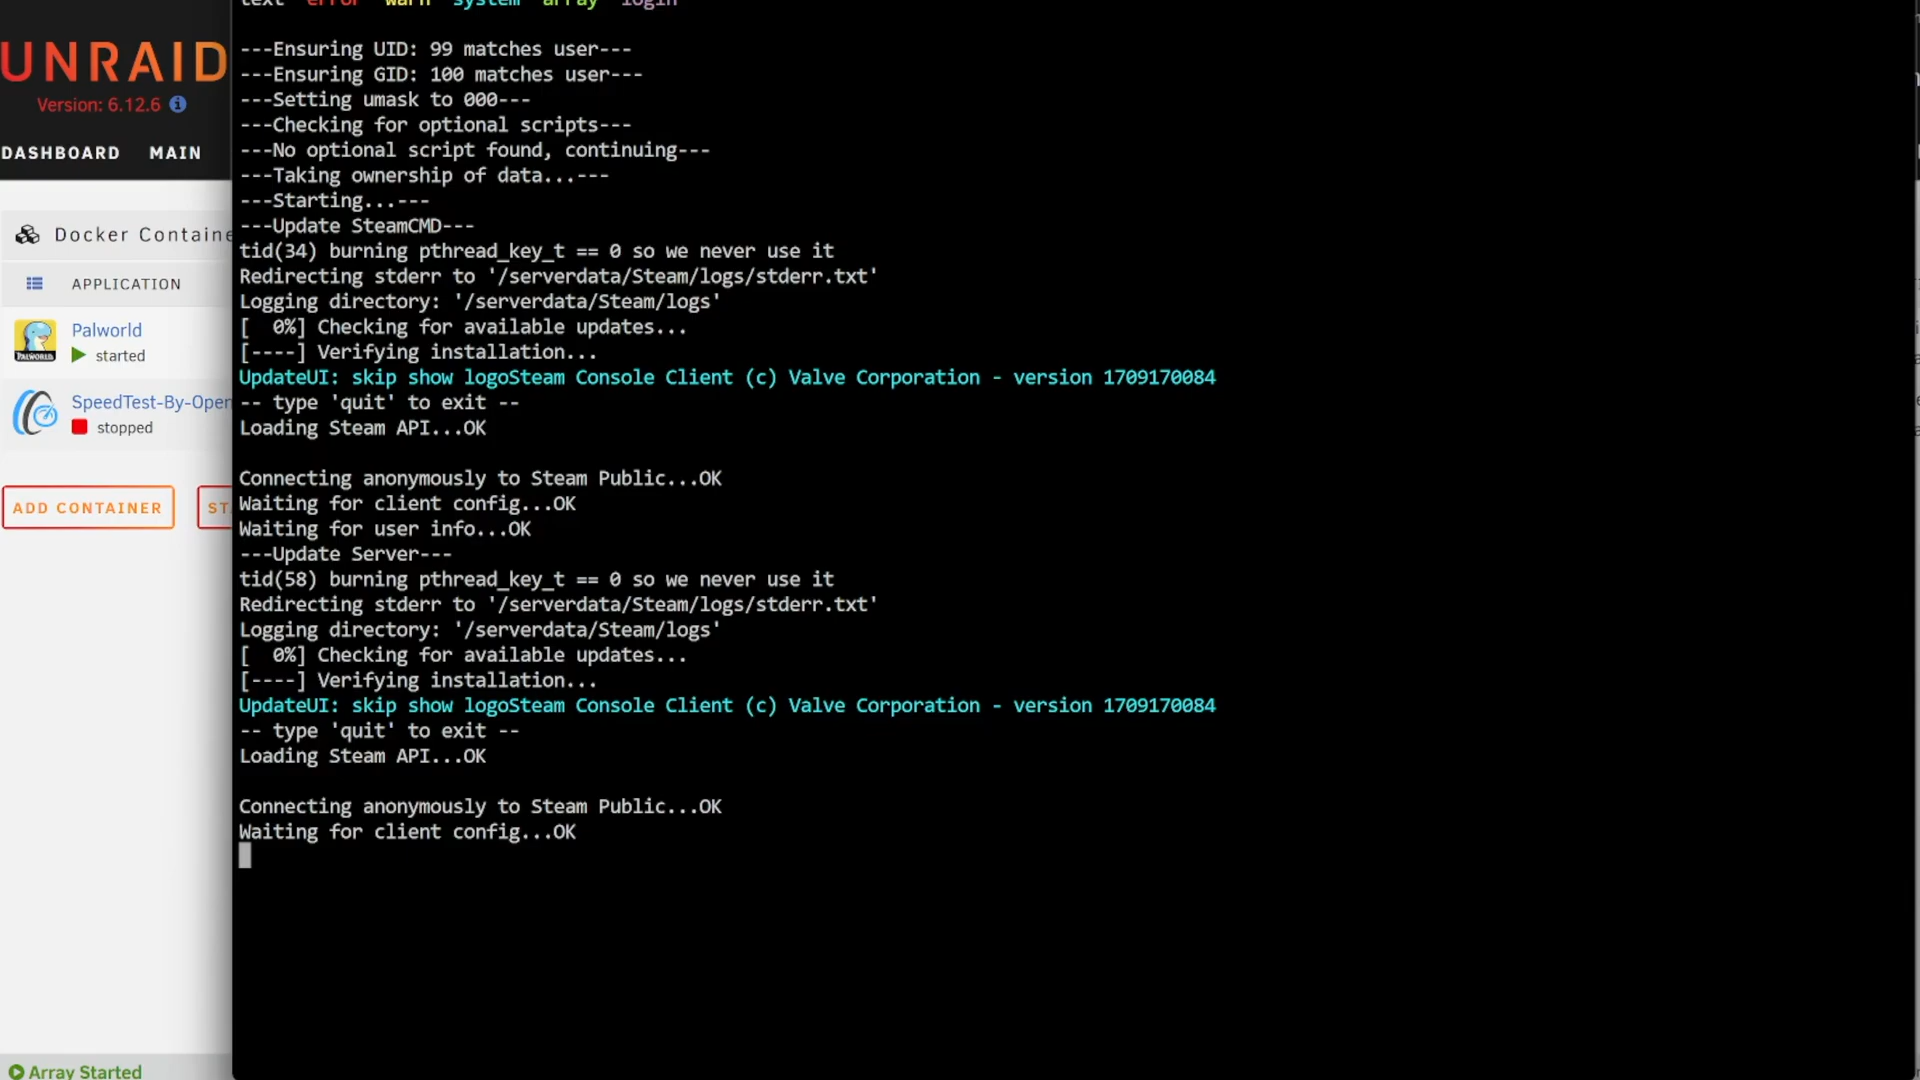 text error warn system array login
UNRAID
Version: 6.12.6
DASHBOARD MAIN
Docker Containe
APPLICATION
Palworld
started
PALWORLD
SpeedTest-By-Open
stopped
ADD CONTAINER
ST
Array Started
---Ensuring UID: 99 matches user---
---Ensuring GID: 100 matches user---
---Setting umask to 000---
---Checking for optional scripts---
---No optional script found, continuing---
---Taking ownership of data...---
---Starting...---
---Update SteamCMD---
tid(34) burning pthread_key_t == 0 so we never use it
Redirecting stderr to '/serverdata/Steam/logs/stderr.txt'
Logging directory: '/serverdata/Steam/logs'
[  0%] Checking for available updates...
[----] Verifying installation...
UpdateUI: skip show logoSteam Console Client (c) Valve Corporation - version 1709170084
-- type 'quit' to exit --
Loading Steam API...OK
Connecting anonymously to Steam Public...OK
Waiting for client config...OK
Waiting for user info...OK
---Update Server---
tid(58) burning pthread_key_t == 0 so we never use it
Redirecting stderr to '/serverdata/Steam/logs/stderr.txt'
Logging directory: '/serverdata/Steam/logs'
[  0%] Checking for available updates...
[----] Verifying installation...
UpdateUI: skip show logoSteam Console Client (c) Valve Corporation - version 1709170084
-- type 'quit' to exit --
Loading Steam API...OK
Connecting anonymously to Steam Public...OK
Waiting for client config...OK